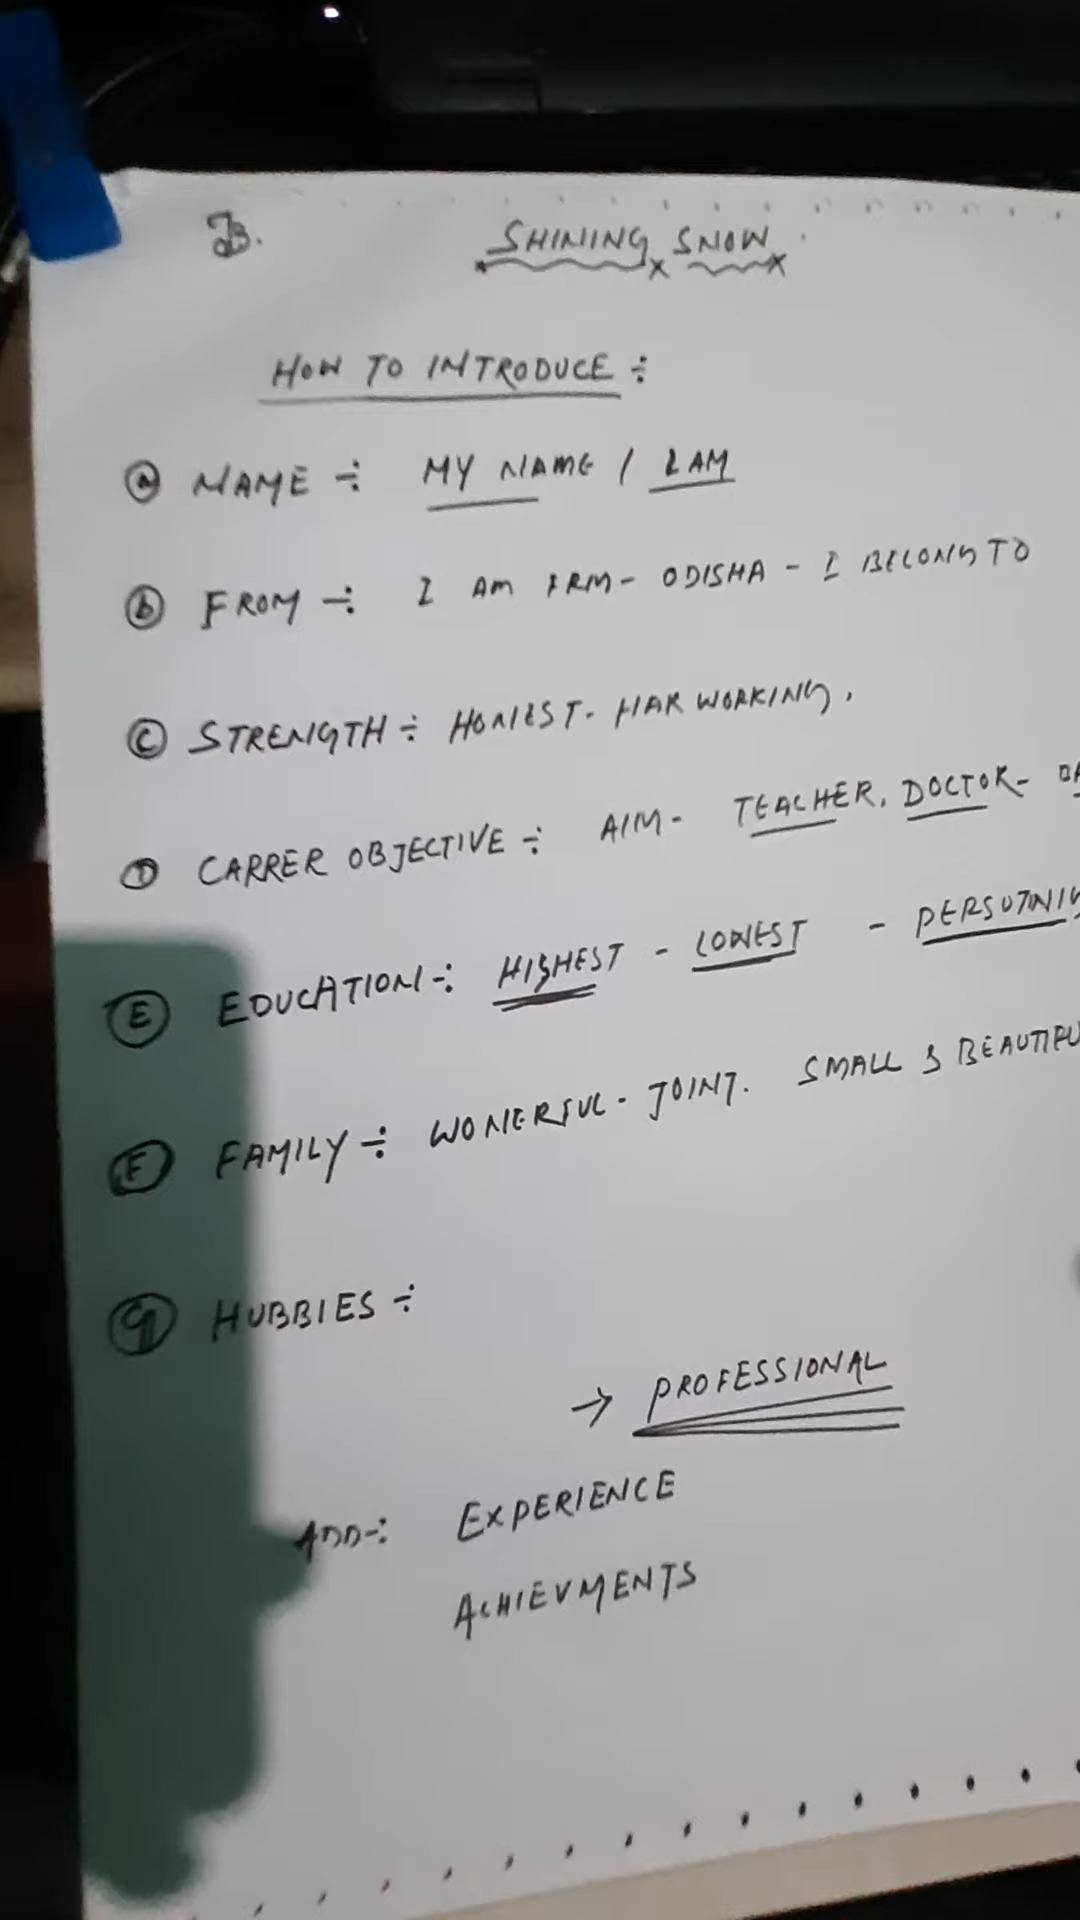 SHINING SNOW
HOW TO INTRODUCE ÷
ⓐ NAME ÷ MY NAME / I AM
ⓑ FROM ÷ I AM FRM - ODISHA - I BELONG TO
Ⓒ STRENGTH ÷ HONEST - HAR WORKING,
Ⓓ CARRER OBJECTIVE ÷ AIM - TEACHER, DOCTOR -
Ⓔ EDUCATION ÷ HIGHEST - LOWEST -
Ⓕ FAMILY ÷ WONERFUL - JOINT. SMALL & BEAUTIFU
Ⓖ HUBBIES ÷
→ PROFESSIONAL
ADD ÷ EXPERIENCE
ACHIEVMENTS